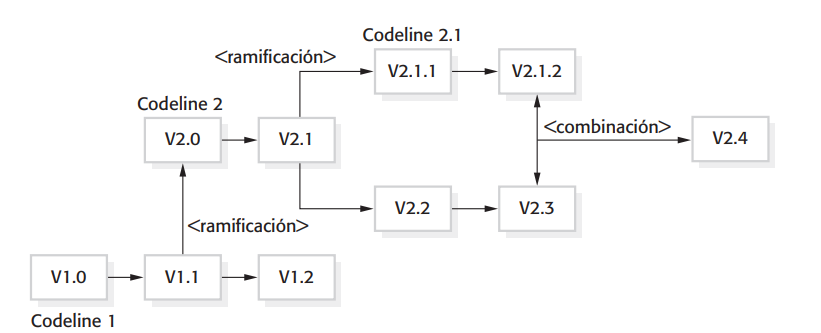 Codeline 2.1
<ramificación>
V2.1.1
V2.1.2
Codeline 2
V2.0
V2.1
<combinación>
V2.4
V2.2
V2.3
<ramificación>
V1.0
V1.1
V1.2
Codeline 1